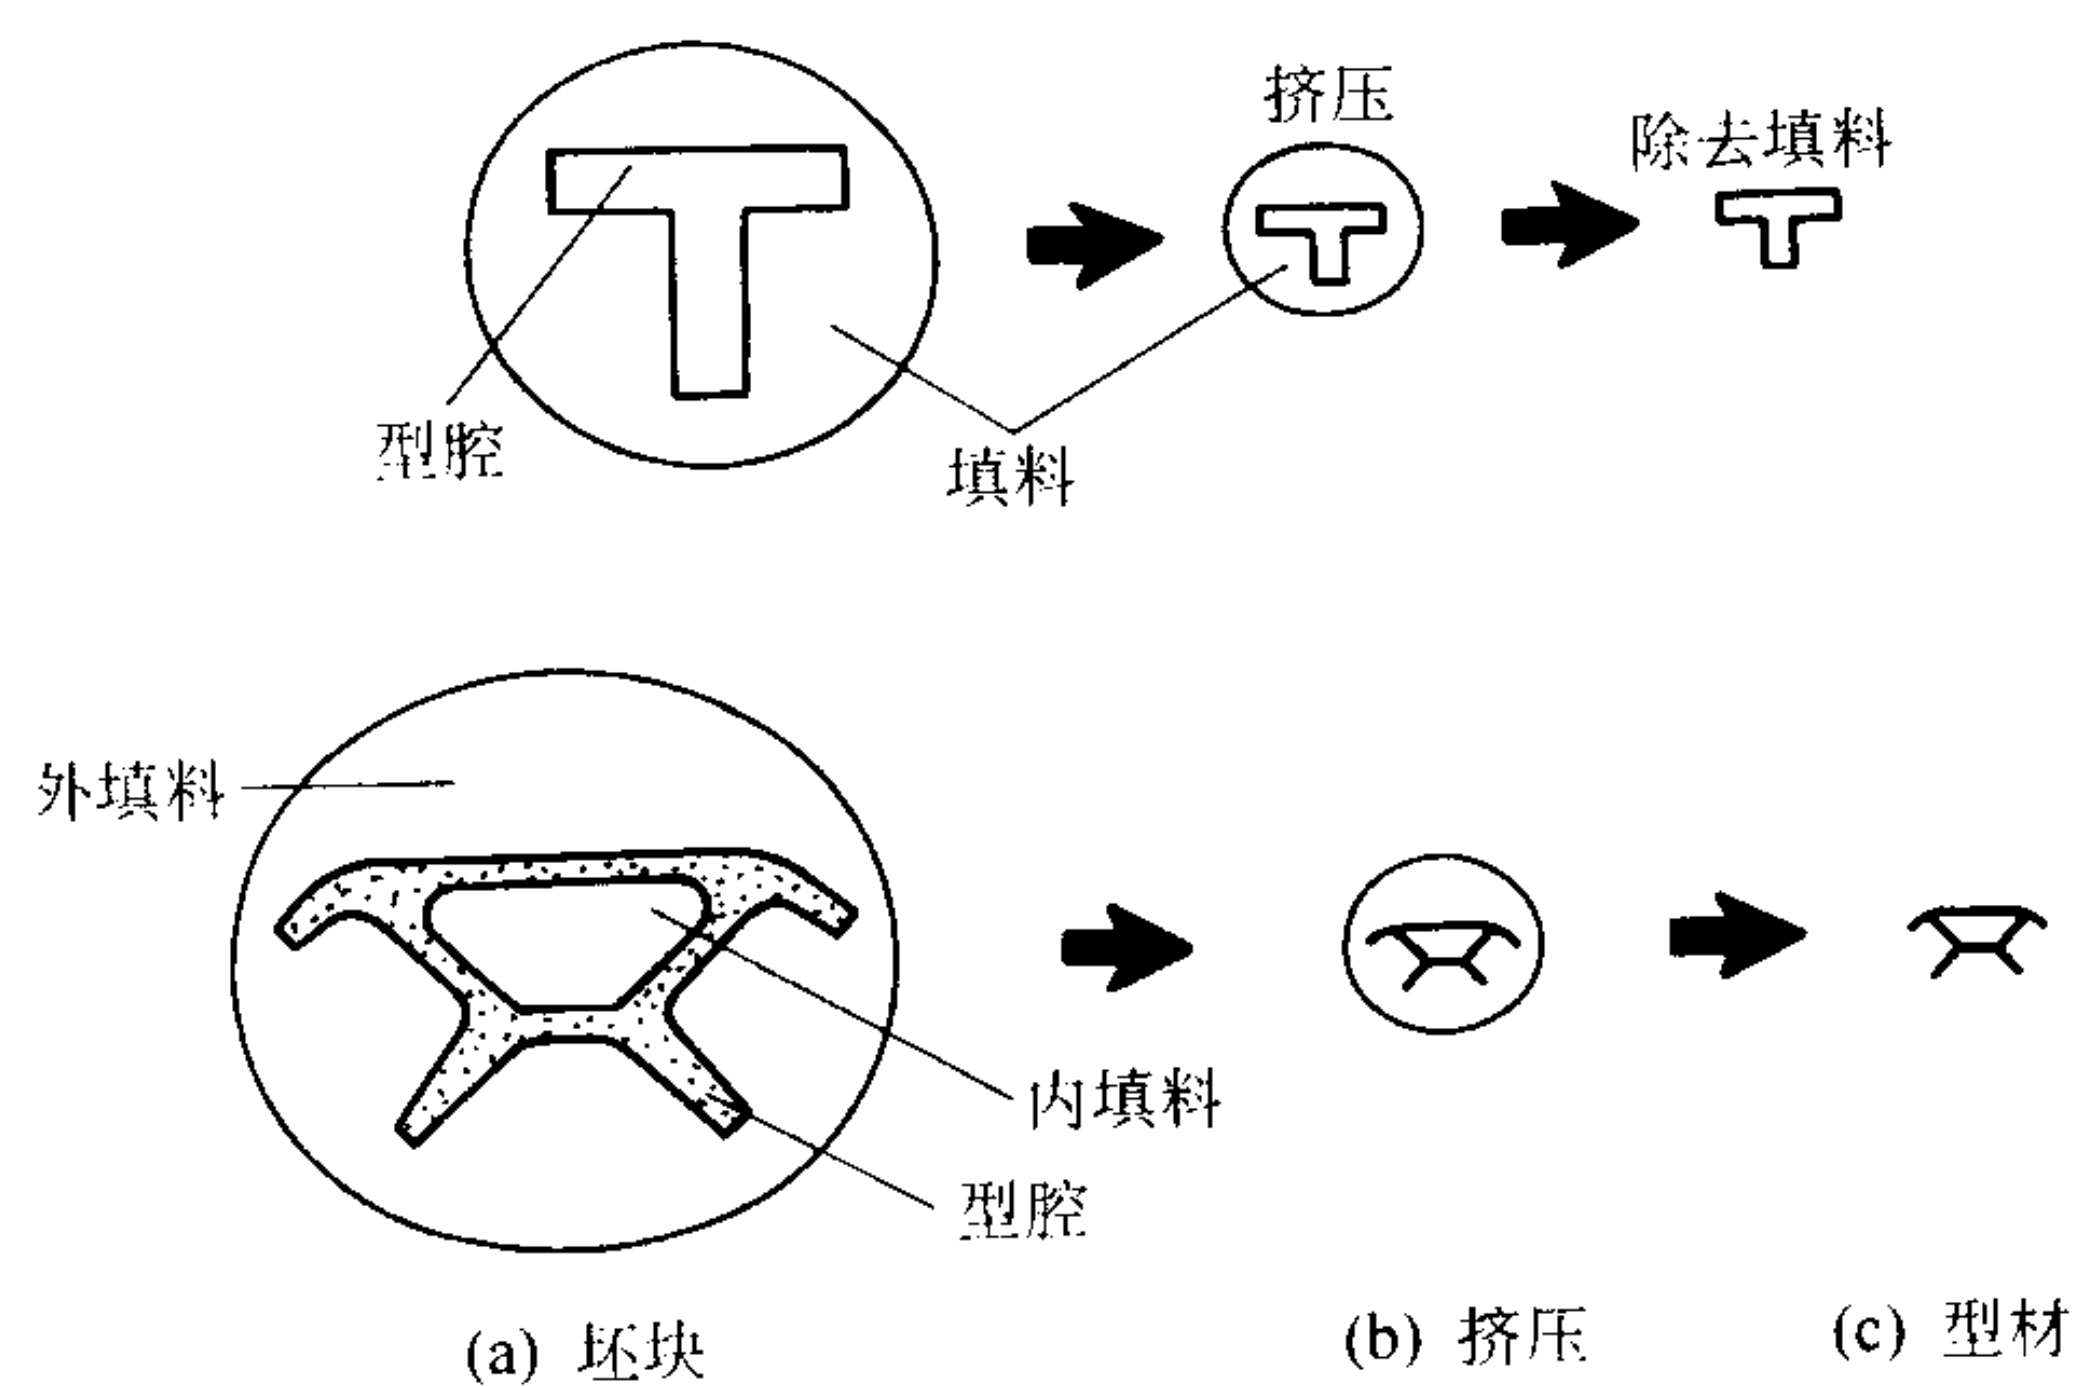 挤压
除去填料
型腔
填料
外填料
内填料
型腔
(a) 坯块
(b) 挤压
(c) 型材